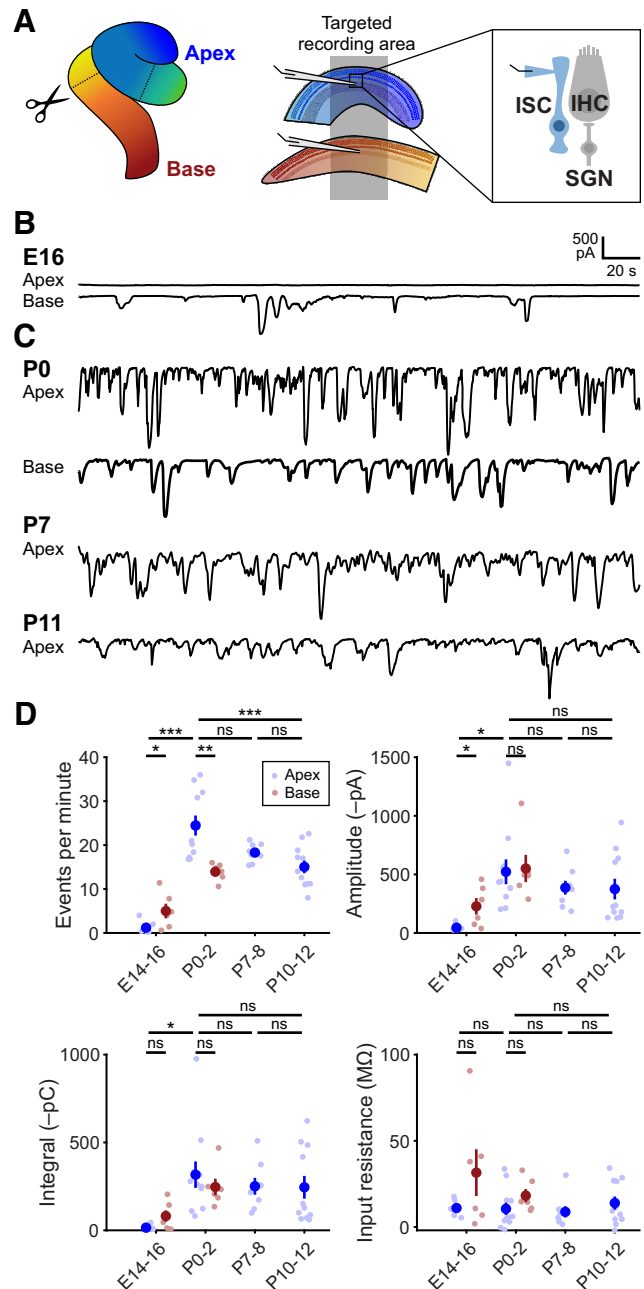 A
Apex
Base
Targeted
recording area
ISC
IHC
SGN
B
E16
Apex
Base
500
pA
20 s
C
P0
Apex
Base
P7
Apex
P11
Apex
D
***
*** ns ns
* **
Events per minute
40
30
20
10
0
Apex
Base
E14-16
P0-2
P7-8
P10-12
ns
* ns ns
* ns
Amplitude (–pA)
1500
1000
500
0
E14-16
P0-2
P7-8
P10-12
ns
* ns ns
ns ns
Integral (–pC)
1000
500
0
E14-16
P0-2
P7-8
P10-12
ns
ns ns ns
ns ns
Input resistance (MΩ)
100
50
0
E14-16
P0-2
P7-8
P10-12